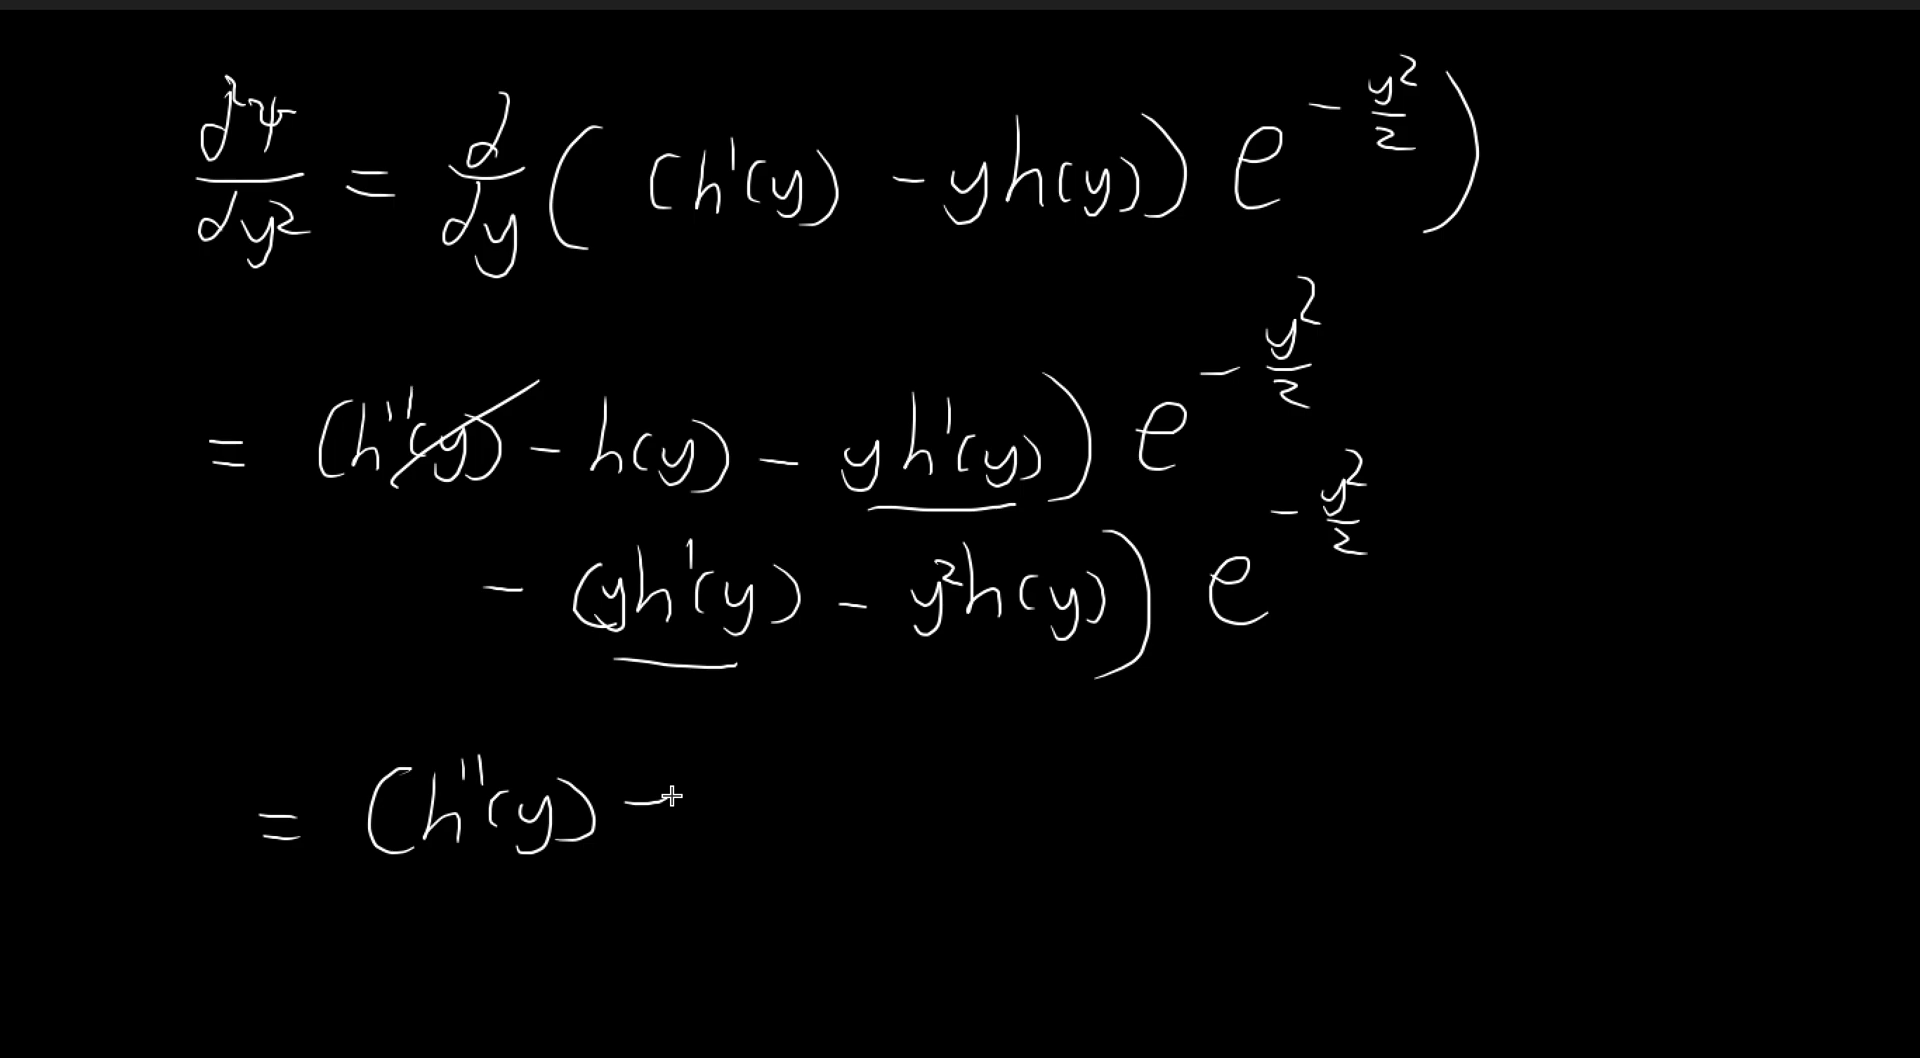 d²ψ/dy² = d/dy ( (h'(y) - yh(y)) e^{-y²/2} )
= (h''(y) - h(y) - yh'(y)) e^{-y²/2}
- (yh'(y) - y²h(y)) e^{-y²/2}
= (h''(y) -